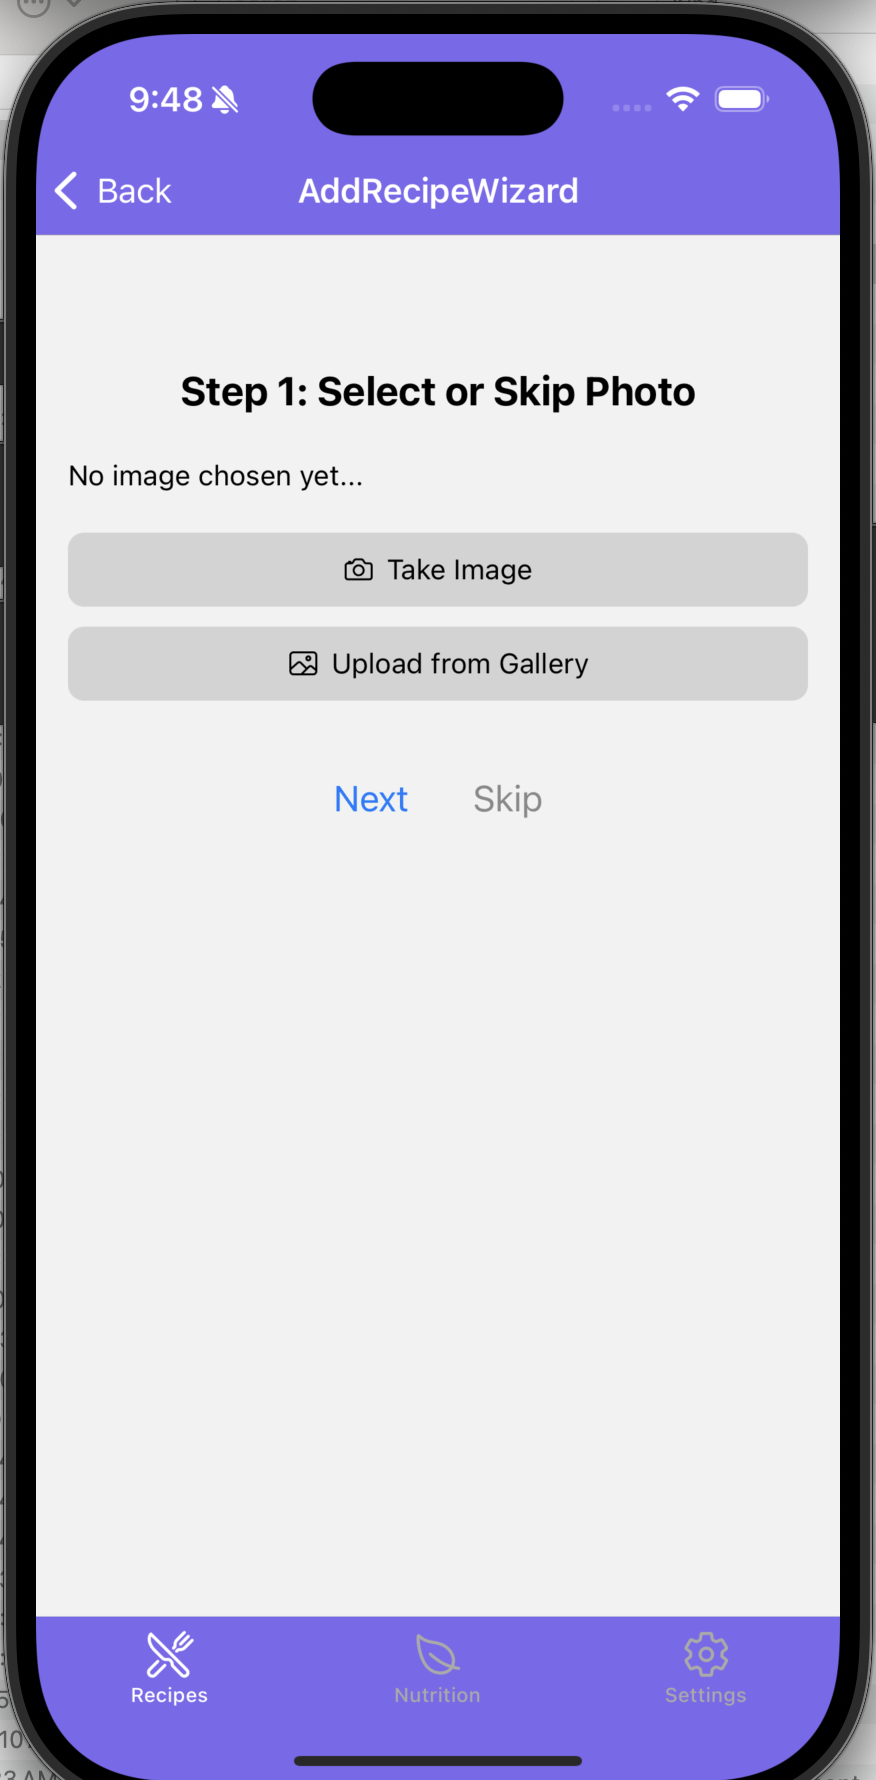 9:48
Back AddRecipeWizard
Step 1: Select or Skip Photo
No image chosen yet...
Take Image
Upload from Gallery
Next Skip
Recipes Nutrition Settings